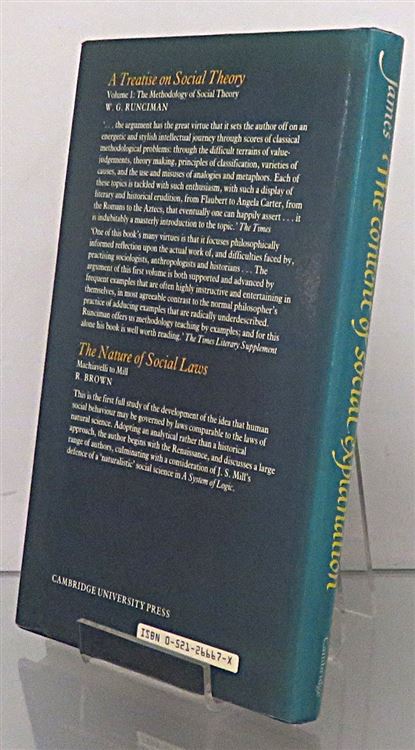 A Treatise on Social Theory
Volume 1: The Methodology of Social Theory
W. G. RUNCIMAN
'. . . the argument has the great virtue that it sets the author off on an
energetic and stylish intellectual journey through scores of classical
methodological problems: through the difficult terrains of value-
judgements, theory making, principles of classification, varieties of
causes, and the use and misuses of analogies and metaphors. Each of
these topics is tackled with such enthusiasm, with such a display of
literary and historical erudition, from Flaubert to Angela Carter, from
the Romans to the Aztecs, that eventually one can happily assert . . . it
is indubitably a masterly introduction to the topic.' The Times
'One of this book's many virtues is that it focuses philosophically
informed reflection upon the actual work of, and difficulties faced by,
practising sociologists, anthropologists and historians . . . The
argument of this first volume is both supported and advanced by
frequent examples that are often highly instructive and entertaining in
themselves, in most agreeable contrast to the normal philosopher's
practice of adducing examples that are radically underdescribed.
Runciman offers us methodology teaching by examples; and for this
alone his book is well worth reading.' The Times Literary Supplement
The Nature of Social Laws
Machiavelli to Mill
R. BROWN
This is the first full study of the development of the idea that human
social behaviour may be governed by laws comparable to the laws of
natural science. Adopting an analytical rather than a historical
approach, the author begins with the Renaissance, and discusses a large
range of authors, culminating with a consideration of J. S. Mill's
defence of a 'naturalistic' social science in A System of Logic.
CAMBRIDGE UNIVERSITY PRESS
ISBN 0-521-26667-X
James The content of social explanation
Cambridge